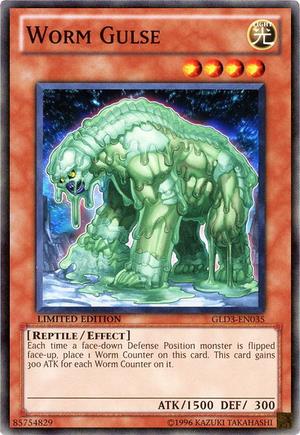 WORM GULSE
LIGHT
光
LIMITED EDITION
GLD3-EN035
[REPTILE/EFFECT]
Each time a face-down Defense Position monster is flipped
face-up, place 1 Worm Counter on this card. This card gains
300 ATK for each Worm Counter on it.
ATK/1500 DEF/ 300
85754829
©1996 KAZUKI TAKAHASHI